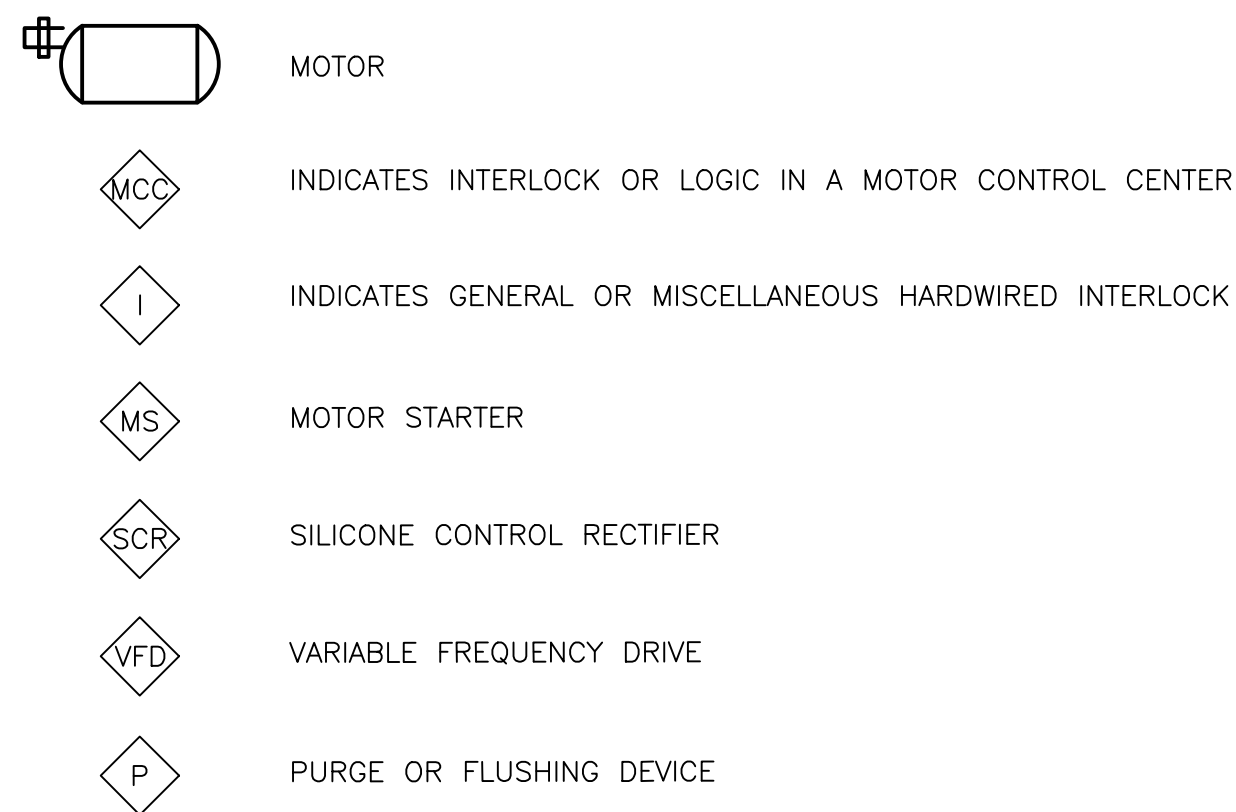 MOTOR
MCC INDICATES INTERLOCK OR LOGIC IN A MOTOR CONTROL CENTER
I INDICATES GENERAL OR MISCELLANEOUS HARDWIRED INTERLOCK
MS MOTOR STARTER
SCR SILICONE CONTROL RECTIFIER
VFD VARIABLE FREQUENCY DRIVE
P PURGE OR FLUSHING DEVICE